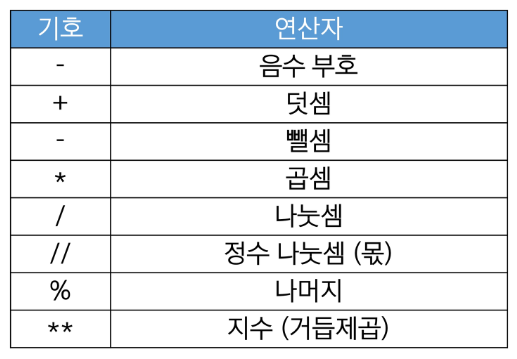 기호 연산자
- 음수 부호
+ 덧셈
- 뺄셈
* 곱셈
/ 나눗셈
// 정수 나눗셈 (몫)
% 나머지
** 지수 (거듭제곱)